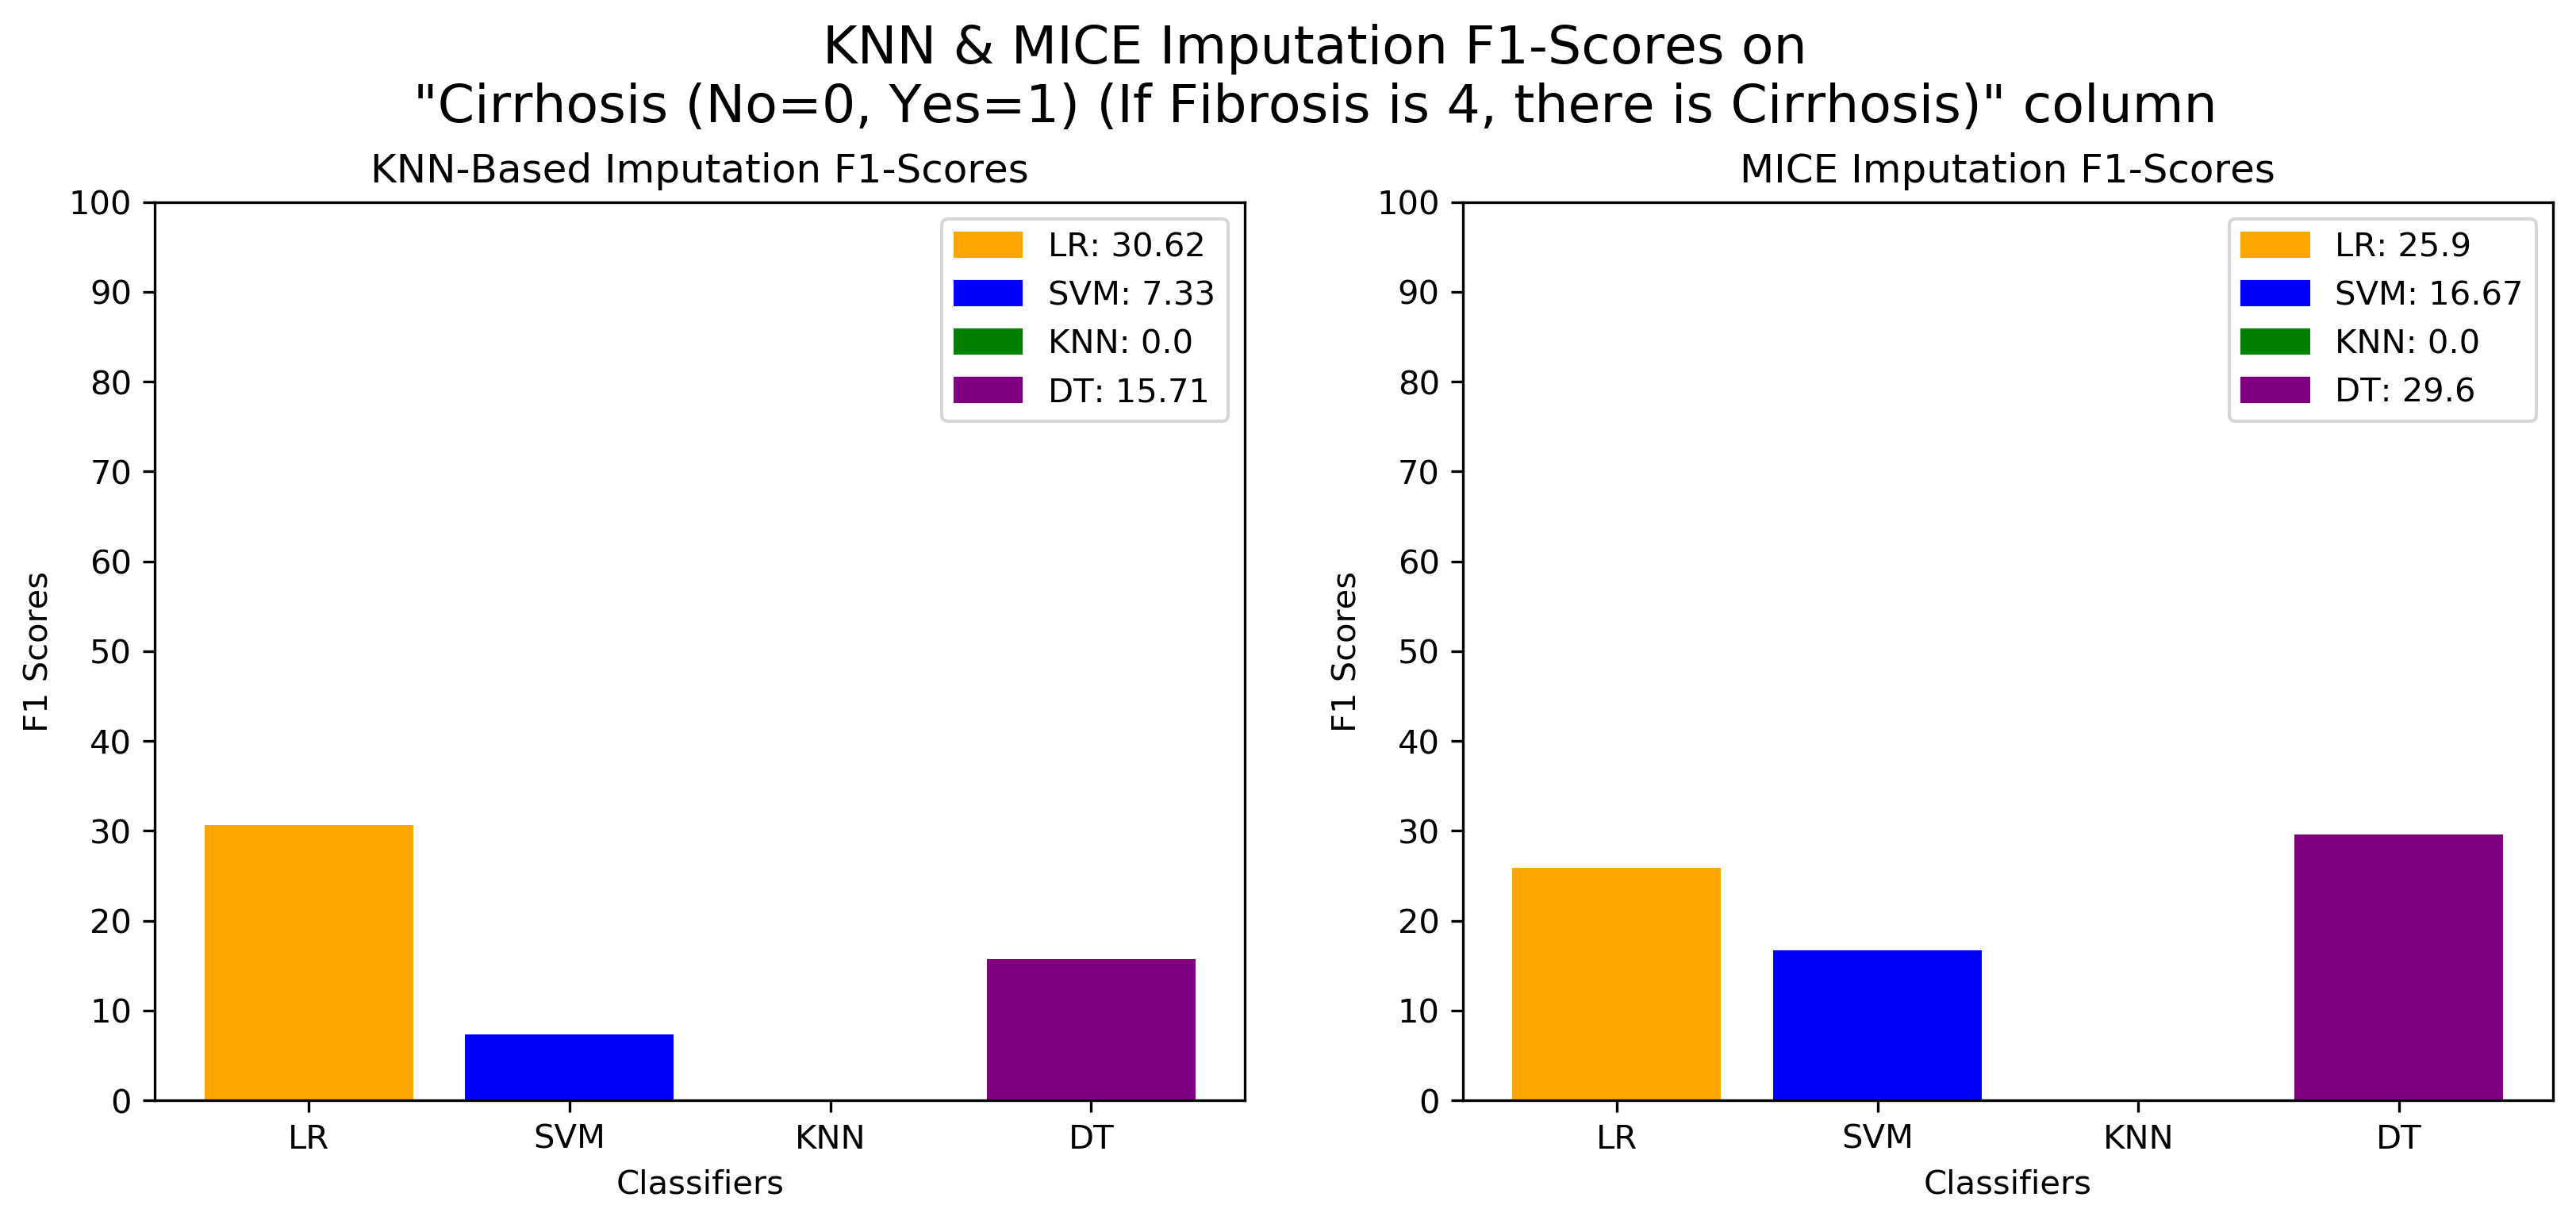 KNN & MICE Imputation F1-Scores on
"Cirrhosis (No=0, Yes=1) (If Fibrosis is 4, there is Cirrhosis)" column
KNN-Based Imputation F1-Scores
100
90
80
70
60
50
40
30
20
10
0
F1 Scores
LR: 30.62
SVM: 7.33
KNN: 0.0
DT: 15.71
LR
SVM
KNN
DT
Classifiers
MICE Imputation F1-Scores
100
90
80
70
60
50
40
30
20
10
0
F1 Scores
LR: 25.9
SVM: 16.67
KNN: 0.0
DT: 29.6
LR
SVM
KNN
DT
Classifiers